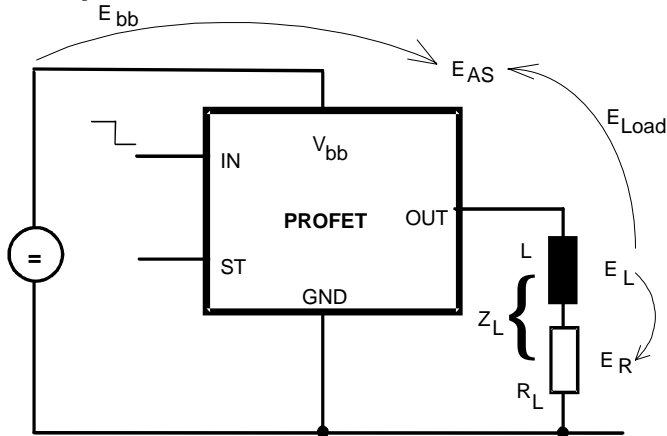 E bb
E AS
E Load
V bb
IN
PROFET
OUT
ST
L
E L
GND
Z L {
E R
R L
=